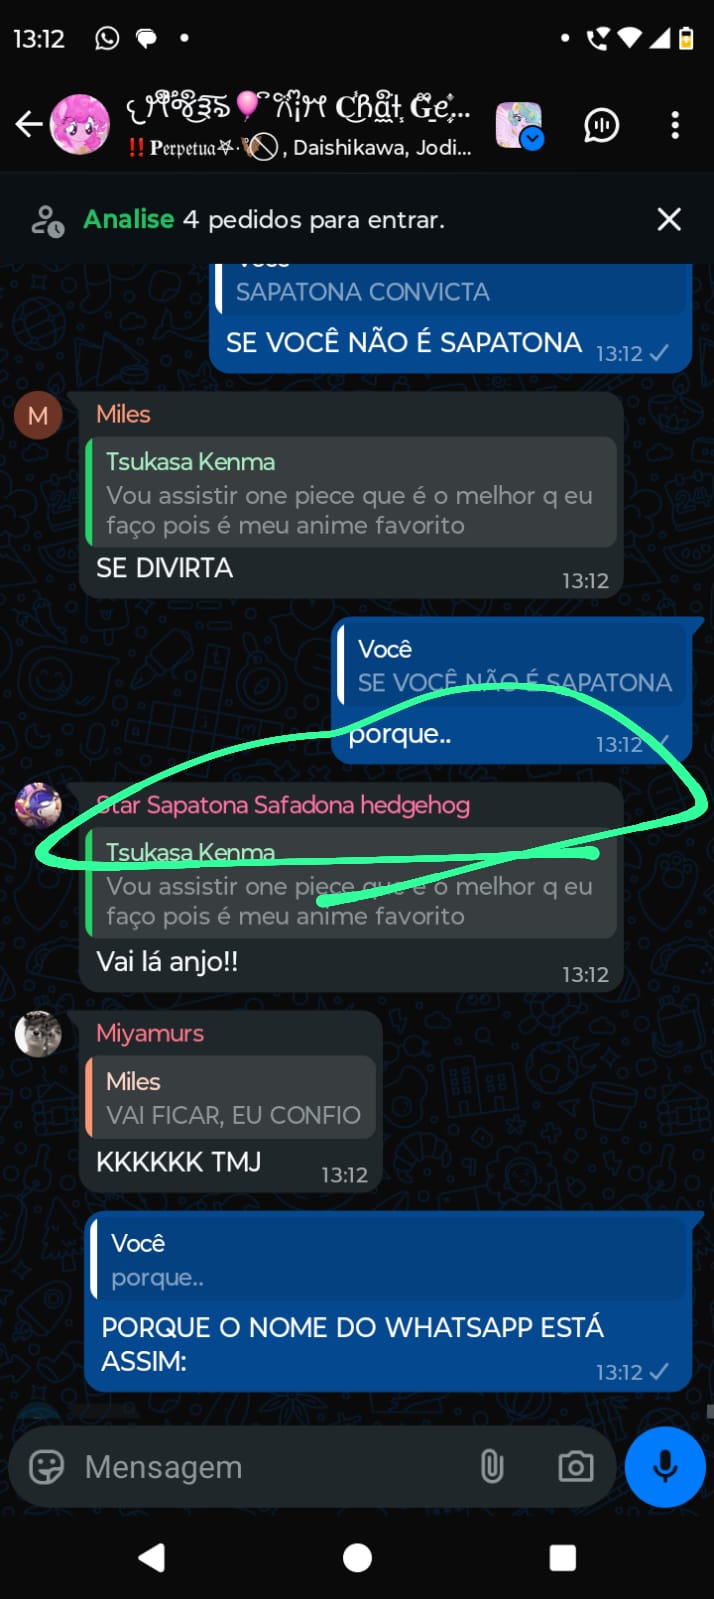 13:12
Chat Ge...
Perpetua
, Daishikawa, Jodi...
Analise 4 pedidos para entrar.
Você
SAPATONA CONVICTA
SE VOCÊ NÃO É SAPATONA
13:12
M
Miles
Tsukasa Kenma
Vou assistir one piece que é o melhor q eu
faço pois é meu anime favorito
SE DIVIRTA
13:12
Você
SE VOCÊ NÃO É SAPATONA
porque..
13:12
Star Sapatona Safadona hedgehog
Tsukasa Kenma
Vou assistir one piece que é o melhor q eu
faço pois é meu anime favorito
Vai lá anjo!!
13:12
Miyamurs
Miles
VAI FICAR, EU CONFIO
KKKKKK TMJ
13:12
Você
porque..
PORQUE O NOME DO WHATSAPP ESTÁ
ASSIM:
13:12
Mensagem